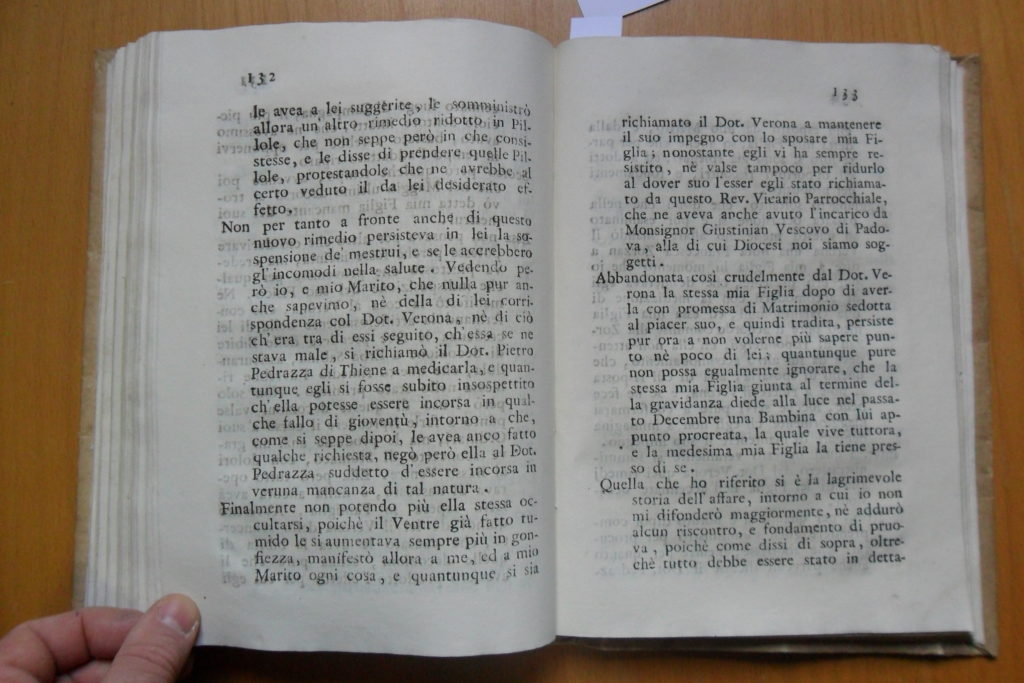 132
le avea a lei suggerite, le somministrò
allora un'altro rimedio ridotto in Pil-
lole, che non seppe però in che consi-
stesse, e le disse di prendere quelle Pil-
lole, protestandole che ne avrebbe al
certo veduto il da lei desiderato ef-
fetto.
Non per tanto a fronte anche di questo
nuovo rimedio persisteva in lei la so-
spensione de' mestrui, e se le accrebbero
gl'incomodi nella salute. Vedendo pe-
rò io, e mio Marito, che nulla pur an-
che sapevimo, nè della di lei corri-
spondenza col Dot. Verona, nè di ciò
ch'era tra di essi seguito, ch'essa se ne
stava male, si richiamò il Dot. Pietro
Pedrazza di Thiene a medicarla, e quan-
tunque egli si fosse subito insospettito
ch'ella potesse essere incorsa in qual-
che fallo di gioventù, intorno a che,
come si seppe dipoi, le avea anco fatto
qualche richiesta, negò però ella al Dot.
Pedrazza suddetto d'essere incorsa in
veruna mancanza di tal natura.
Finalmente non potendo più ella stessa oc-
cultarsi, poichè il Ventre già fatto tu-
mido le si aumentava sempre più in gon-
fiezza, manifestò allora a me, ed a mio
Marito ogni cosa, e quantunque si sia
133
richiamato il Dot. Verona a mantenere
il suo impegno con lo sposare mia Fi-
glia; nonostante egli vi ha sempre re-
sistito, nè valse tampoco per ridurlo
al dover suo l'esser egli stato richiama-
to da questo Rev. Vicario Parrocchiale,
che ne aveva anche avuto l'incarico da
Monsignor Giustinian Vescovo di Pado-
va, alla di cui Diocesi noi siamo sog-
getti.
Abbandonata così crudelmente dal Dot. Ve-
rona la stessa mia Figlia dopo di aver-
la con promessa di Matrimonio sedotta
al piacer suo, e quindi tradita, persiste
pur ora a non volerne più sapere pun-
to nè poco di lei; quantunque pure
non possa egualmente ignorare, che la
stessa mia Figlia giunta al termine del-
la gravidanza diede alla luce nel passa-
to Decembre una Bambina con lui ap-
punto procreata, la quale vive tuttora,
e la medesima mia Figlia la tiene pres-
so di se.
Quella che ho riferito si è la lagrimevole
storia dell'affare, intorno a cui io non
mi difonderò maggiormente, nè addurò
alcun riscontro, e fondamento di pruo-
va, poichè come dissi di sopra, oltre-
chè tutto debbe essere stato in detta-